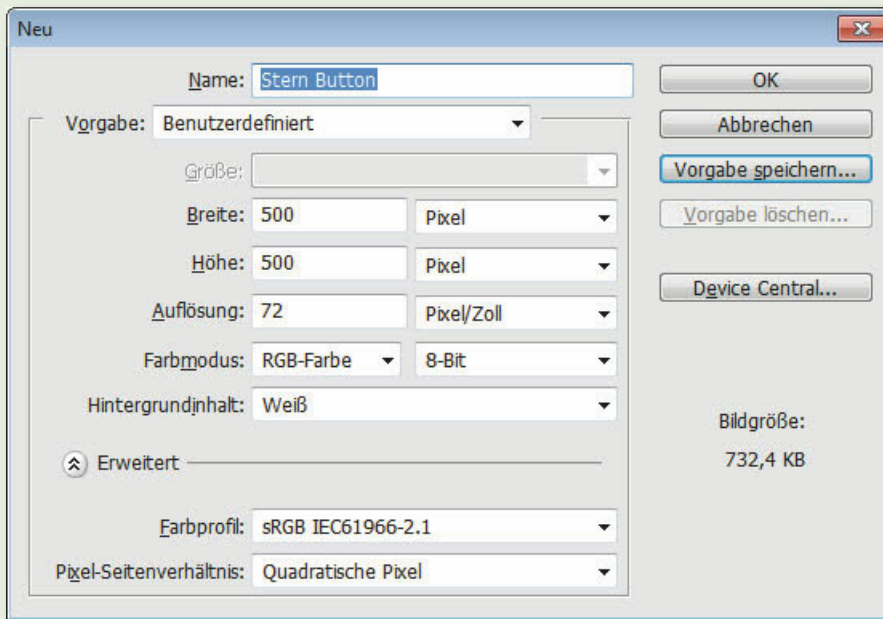 Neu
Name: Stern Button
OK
Vorgabe: Benutzerdefiniert
Abbrechen
Größe:
Vorgabe speichern...
Breite: 500 Pixel
Vorgabe löschen...
Höhe: 500 Pixel
Device Central...
Auflösung: 72 Pixel/Zoll
Farbmodus: RGB-Farbe 8-Bit
Hintergrundinhalt: Weiß
Bildgröße:
732,4 KB
Erweitert
Farbprofil: sRGB IEC61966-2.1
Pixel-Seitenverhältnis: Quadratische Pixel